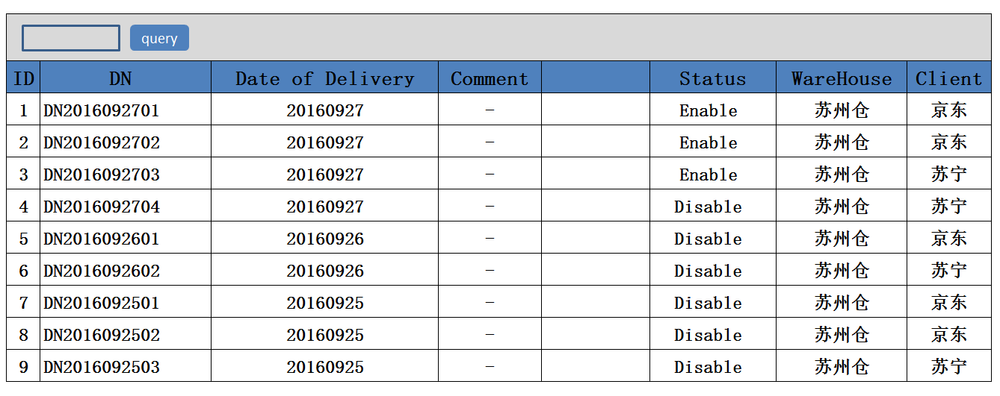 query
ID DN Date of Delivery Comment Status WareHouse Client
1 DN2016092701 20160927 - Enable 苏州仓 京东
2 DN2016092702 20160927 - Enable 苏州仓 京东
3 DN2016092703 20160927 - Enable 苏州仓 苏宁
4 DN2016092704 20160927 - Disable 苏州仓 苏宁
5 DN2016092601 20160926 - Disable 苏州仓 京东
6 DN2016092602 20160926 - Disable 苏州仓 苏宁
7 DN2016092501 20160925 - Disable 苏州仓 京东
8 DN2016092502 20160925 - Disable 苏州仓 京东
9 DN2016092503 20160925 - Disable 苏州仓 苏宁